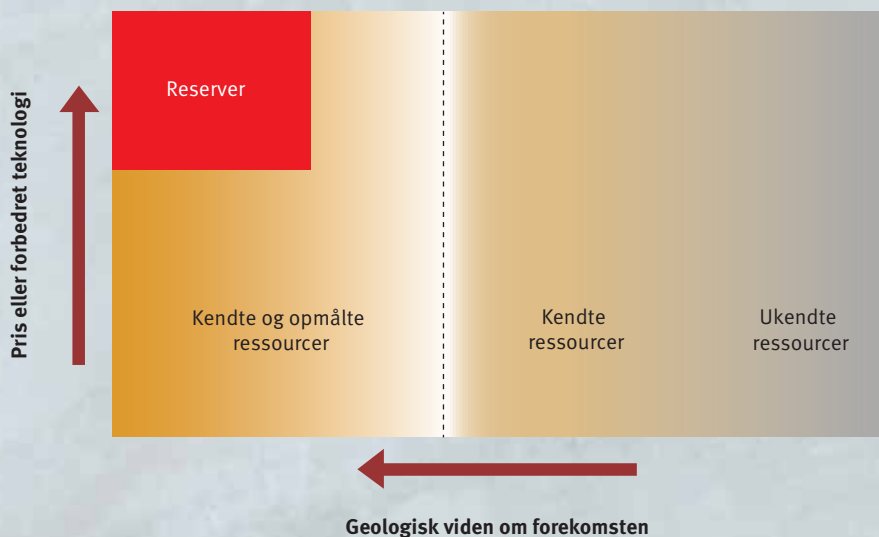 Pris eller forbedret teknologi
Reserver
Kendte og opmålte
ressourcer
Kendte
ressourcer
Ukendte
ressourcer
Geologisk viden om forekomsten